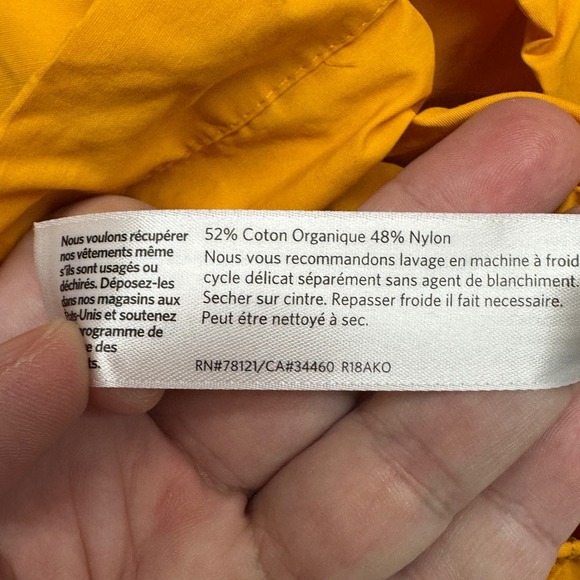 Nous voulons récupérer
nos vêtements même
s'ils sont usagés ou
déchirés. Déposez-les
dans nos magasins aux
États-Unis et soutenez
programme de
des
52% Coton Organique 48% Nylon
Nous vous recommandons lavage en machine à froid
cycle délicat séparément sans agent de blanchiment.
Secher sur cintre. Repasser froide il fait necessaire.
Peut étre nettoyé à sec.
RN#78121/CA#34460 R18AKO